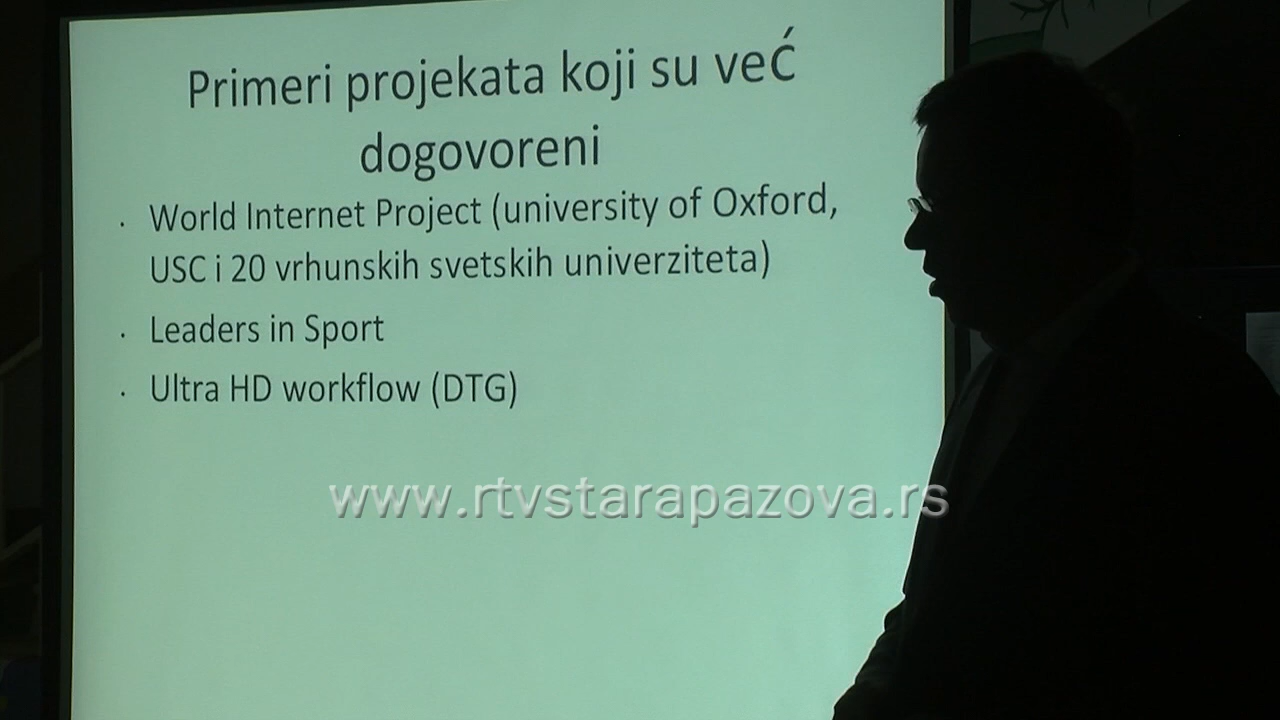 Primeri projekata koji su već
dogovoreni
· World Internet Project (university of Oxford,
USC i 20 vrhunskih svetskih univerziteta)
· Leaders in Sport
· Ultra HD workflow (DTG)
www.rtvstarapazova.rs